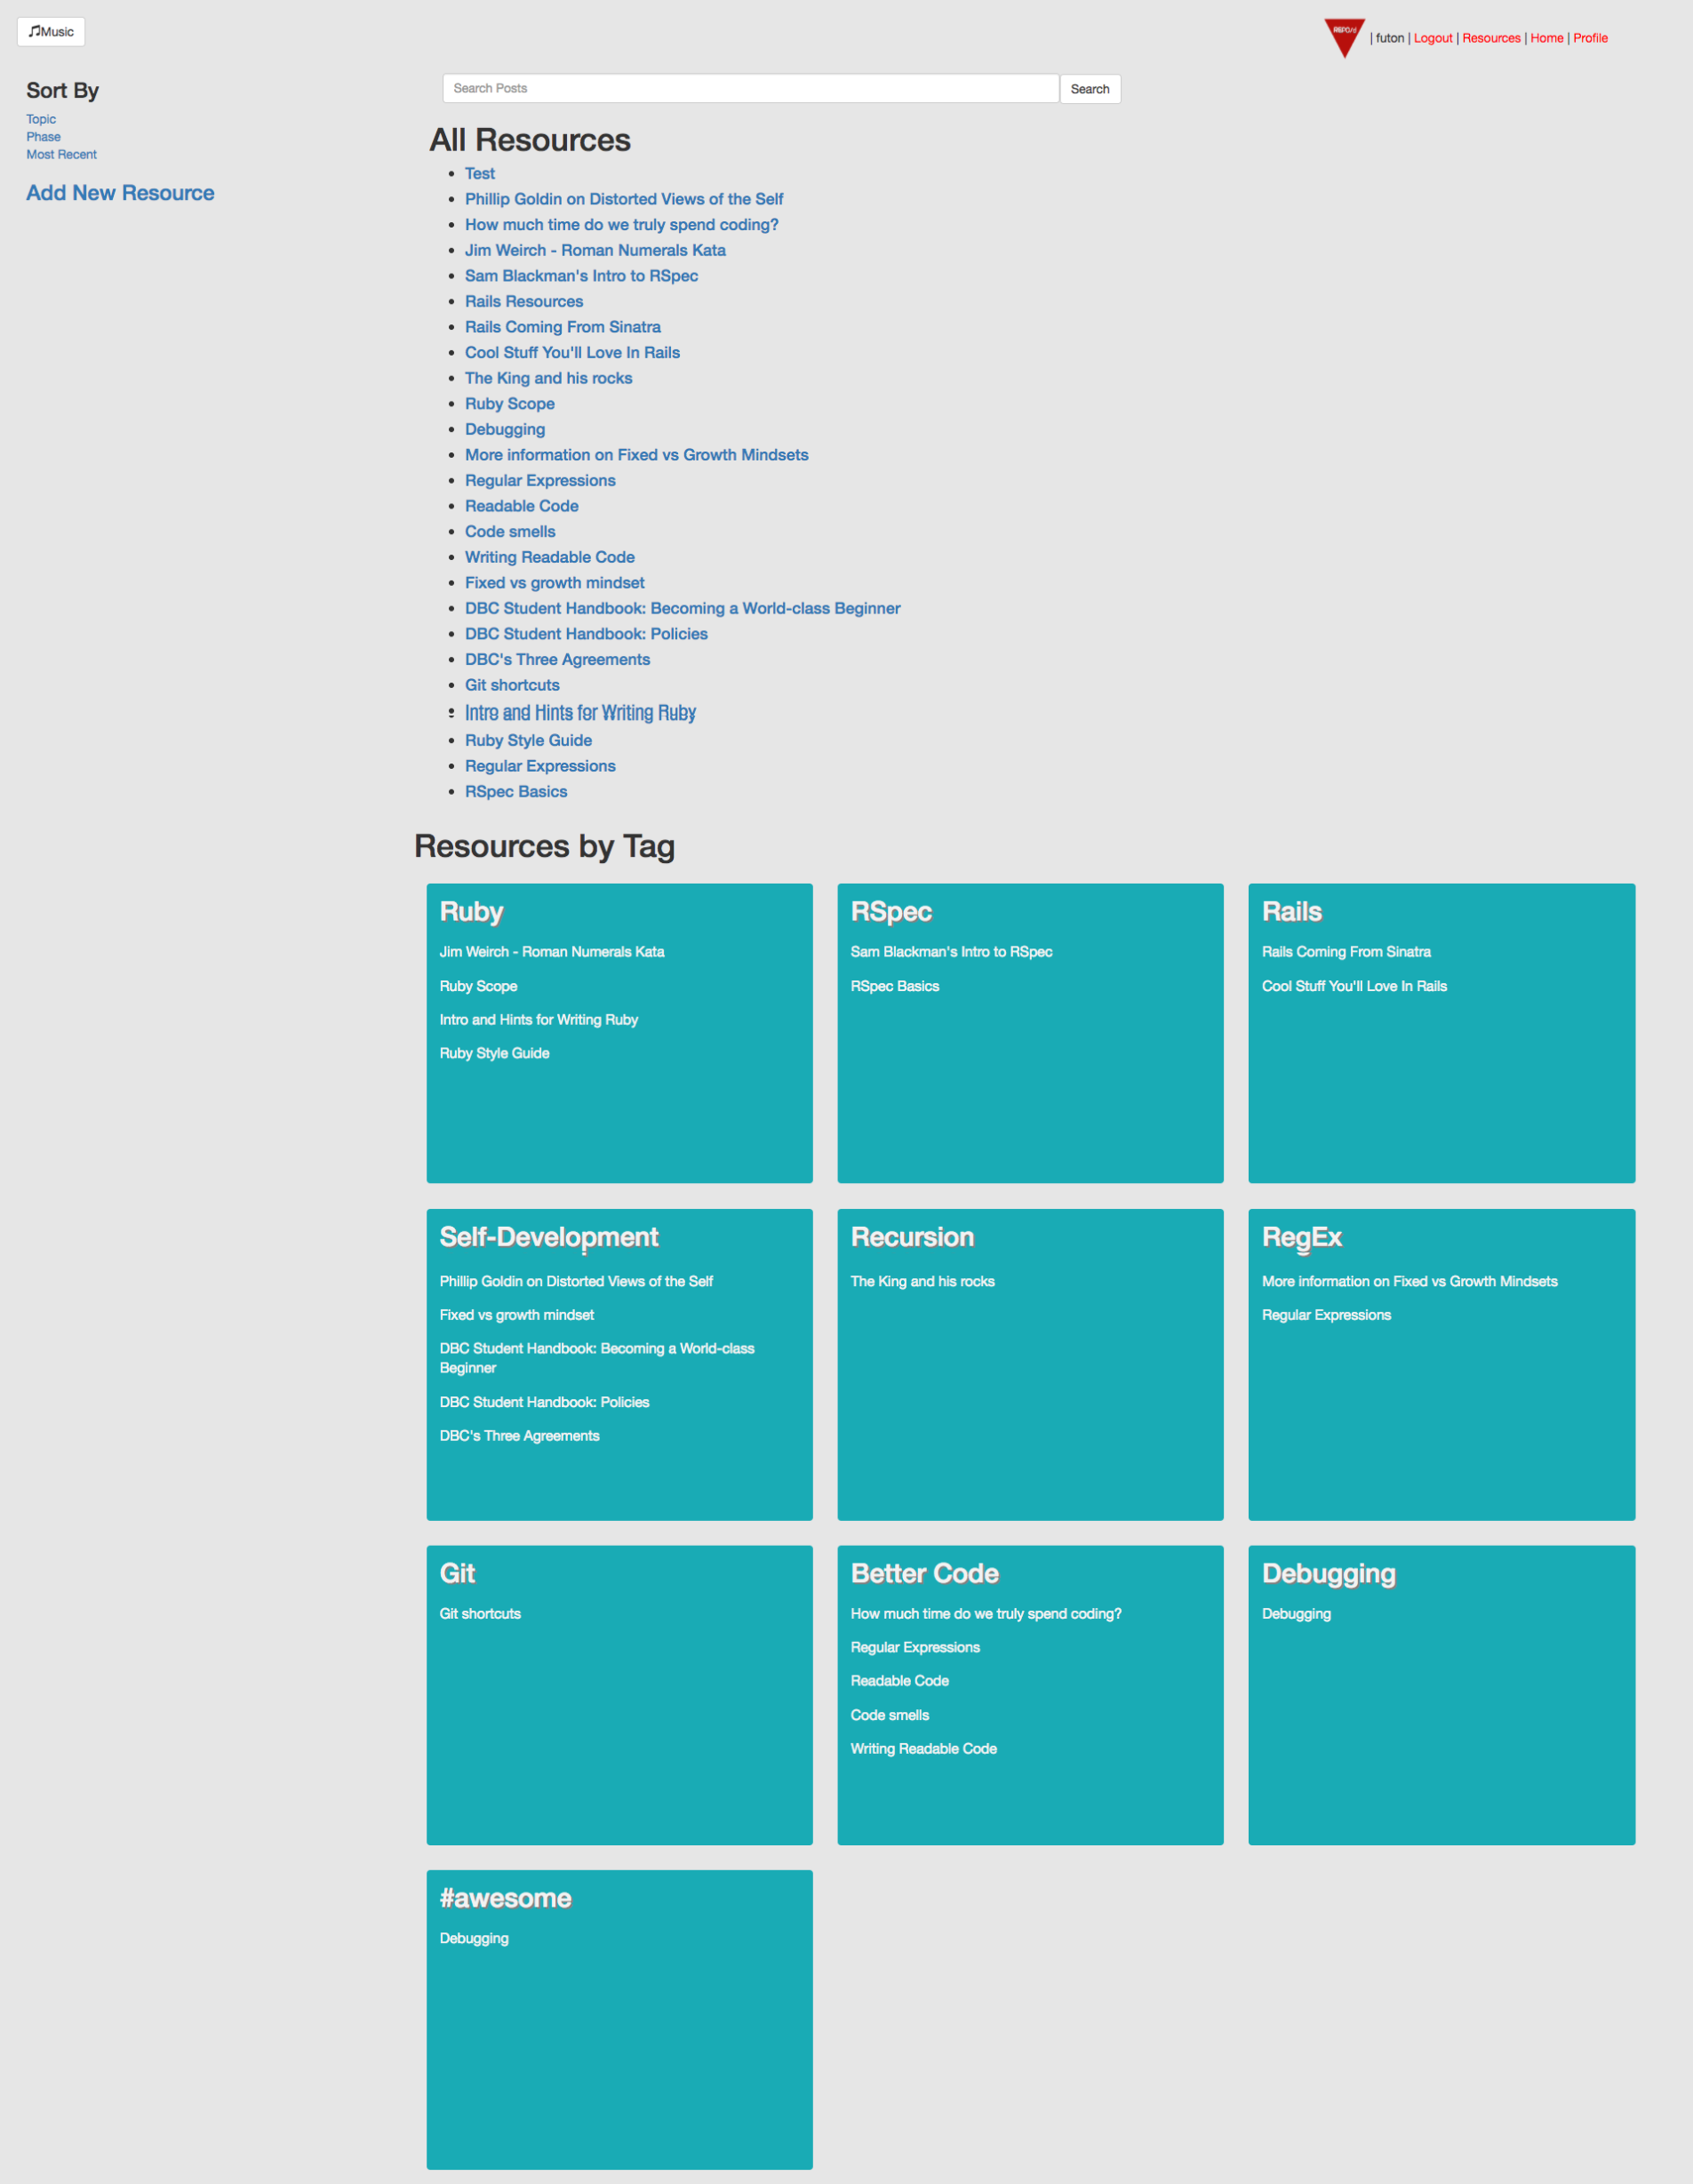 Music
| futon | Logout | Resources | Home | Profile
Sort By
Topic
Phase
Most Recent
Add New Resource
Search Posts
Search
All Resources
Test
Phillip Goldin on Distorted Views of the Self
How much time do we truly spend coding?
Jim Weirch - Roman Numerals Kata
Sam Blackman's Intro to RSpec
Rails Resources
Rails Coming From Sinatra
Cool Stuff You'll Love In Rails
The King and his rocks
Ruby Scope
Debugging
More information on Fixed vs Growth Mindsets
Regular Expressions
Readable Code
Code smells
Writing Readable Code
Fixed vs growth mindset
DBC Student Handbook: Becoming a World-class Beginner
DBC Student Handbook: Policies
DBC's Three Agreements
Git shortcuts
Intro and Hints for Writing Ruby
Ruby Style Guide
Regular Expressions
RSpec Basics
Resources by Tag
Ruby
Jim Weirch - Roman Numerals Kata
Ruby Scope
Intro and Hints for Writing Ruby
Ruby Style Guide
RSpec
Sam Blackman's Intro to RSpec
RSpec Basics
Rails
Rails Coming From Sinatra
Cool Stuff You'll Love In Rails
Self-Development
Phillip Goldin on Distorted Views of the Self
Fixed vs growth mindset
DBC Student Handbook: Becoming a World-class
Beginner
DBC Student Handbook: Policies
DBC's Three Agreements
Recursion
The King and his rocks
RegEx
More information on Fixed vs Growth Mindsets
Regular Expressions
Git
Git shortcuts
Better Code
How much time do we truly spend coding?
Regular Expressions
Readable Code
Code smells
Writing Readable Code
Debugging
Debugging
#awesome
Debugging